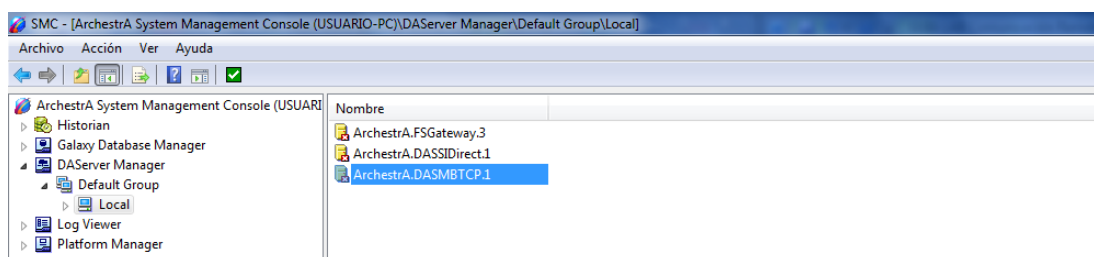 SMC - [ArchestrA System Management Console (USUARIO-PC)\DAServer Manager\Default Group\Local]
Archivo Acción Ver Ayuda
ArchestrA System Management Console (USUARI
Historian
Galaxy Database Manager
DAServer Manager
Default Group
Local
Log Viewer
Platform Manager
Nombre
ArchestrA.FSGateway.3
ArchestrA.DASSIDirect.1
ArchestrA.DASMBTCP.1